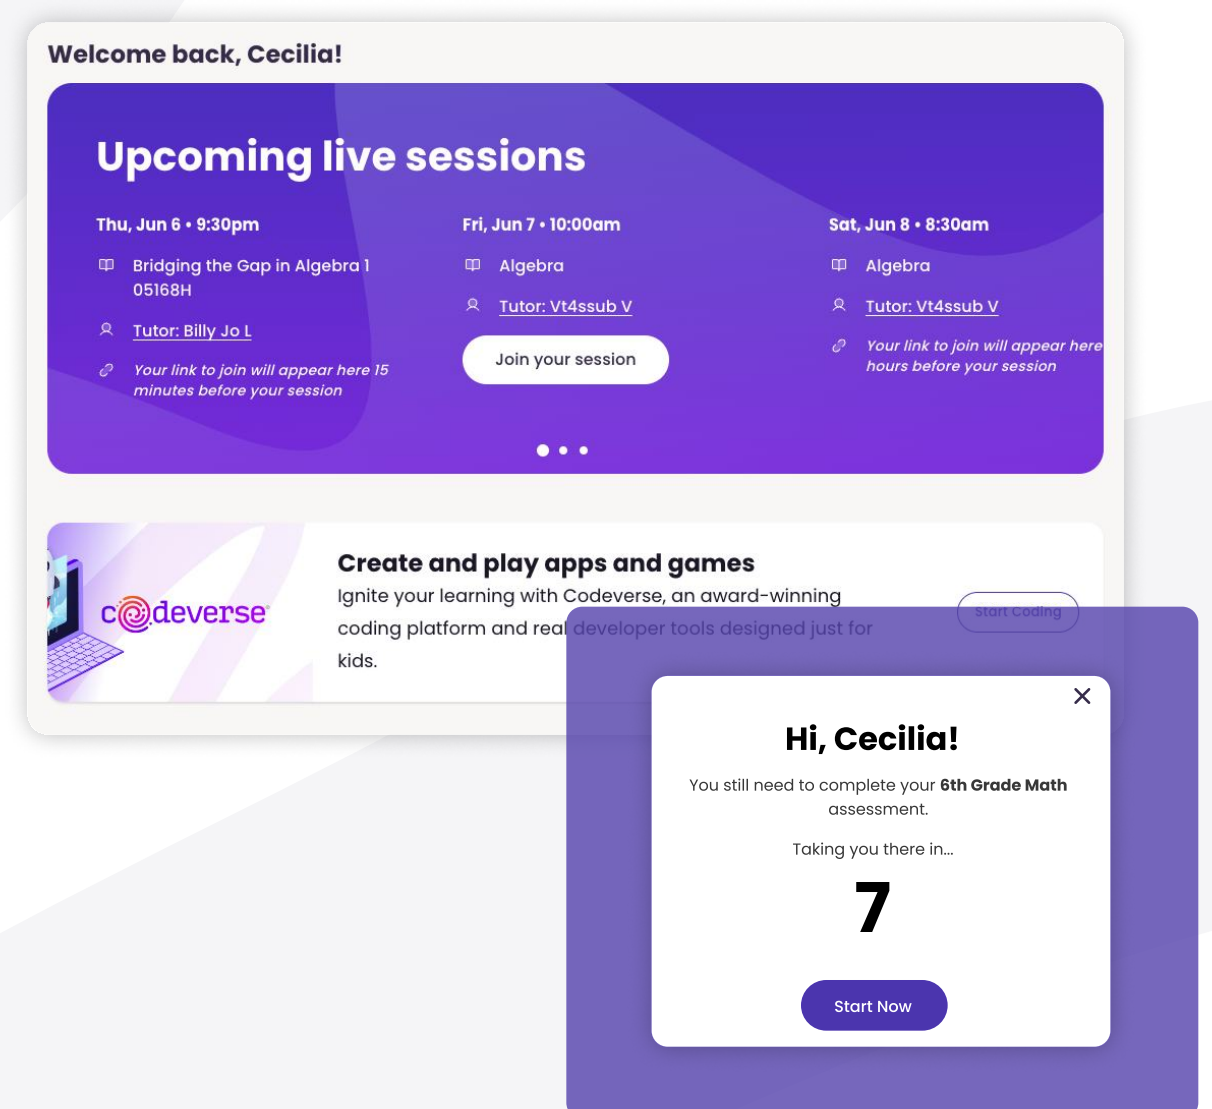 Welcome back, Cecilia!
Upcoming live sessions
Thu, Jun 6 • 9:30pm
Bridging the Gap in Algebra 1
05168H
Tutor: Billy Jo L
Your link to join will appear here 15
minutes before your session
Fri, Jun 7 • 10:00am
Algebra
Tutor: Vt4ssub V
Join your session
Sat, Jun 8 • 8:30am
Algebra
Tutor: Vt4ssub V
Your link to join will appear here
hours before your session
codeverse
Create and play apps and games
Ignite your learning with Codeverse, an award-winning
coding platform and real developer tools designed just for
kids.
Start Coding
Hi, Cecilia!
You still need to complete your 6th Grade Math
assessment.
Taking you there in...
7
Start Now